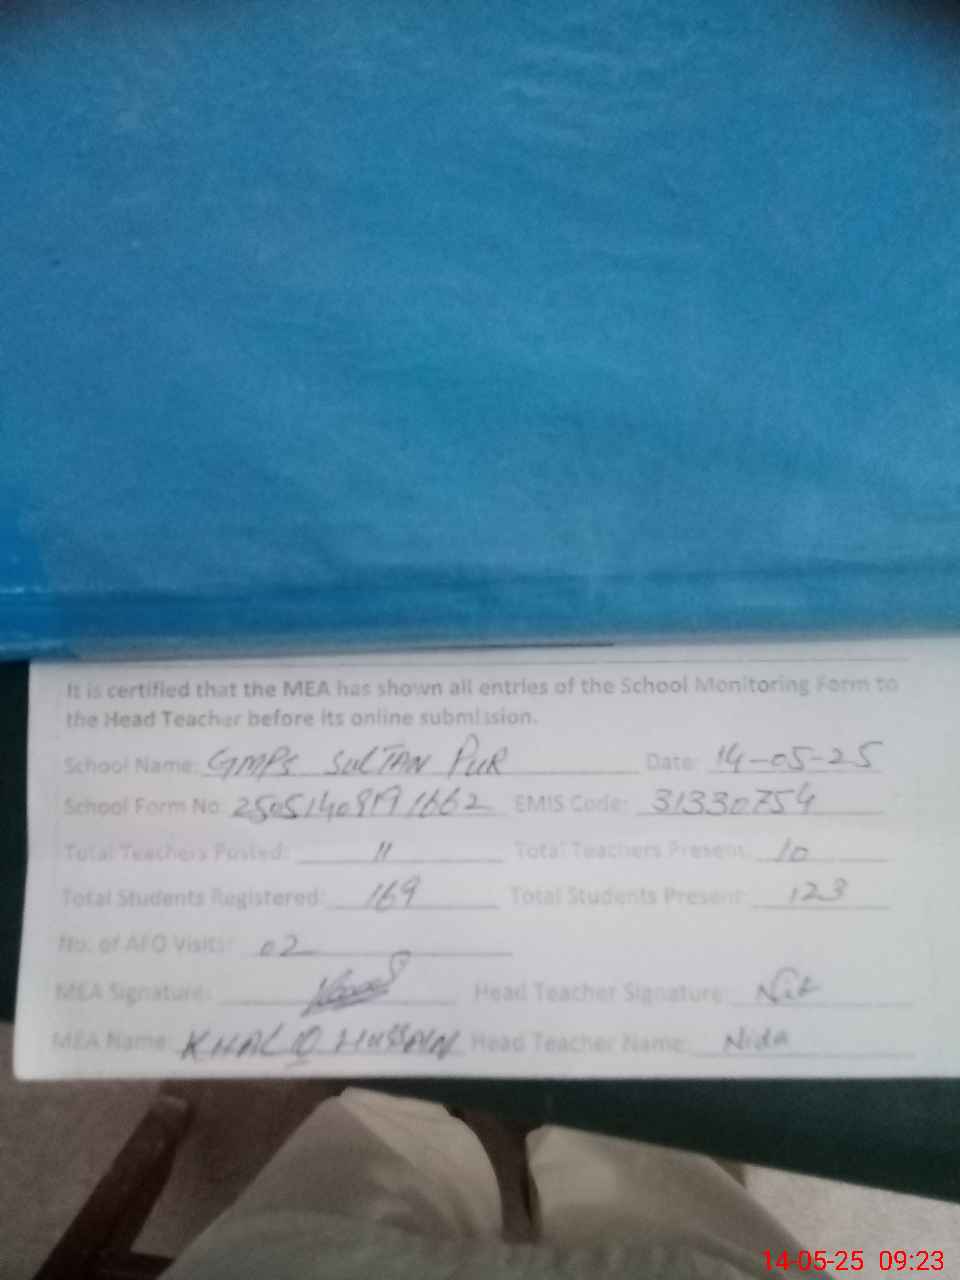 It is certified that the MEA has shown all entries of the School Monitoring Form to
the Head Teacher before its online submission.
School Name: GMPS SULTAN PUR Date: 14-05-25
School Form No: EMIS Code: 31330754
Total Teachers Posted: 11 Total Teachers Present: 10
Total Students Registered: 169 Total Students Present: 123
No. of AEO Visits: 02
MEA Signature: Head Teacher Signature:
MEA Name: KHALIQ HUSSAIN Head Teacher Name: Nida
14-05-25 09:23